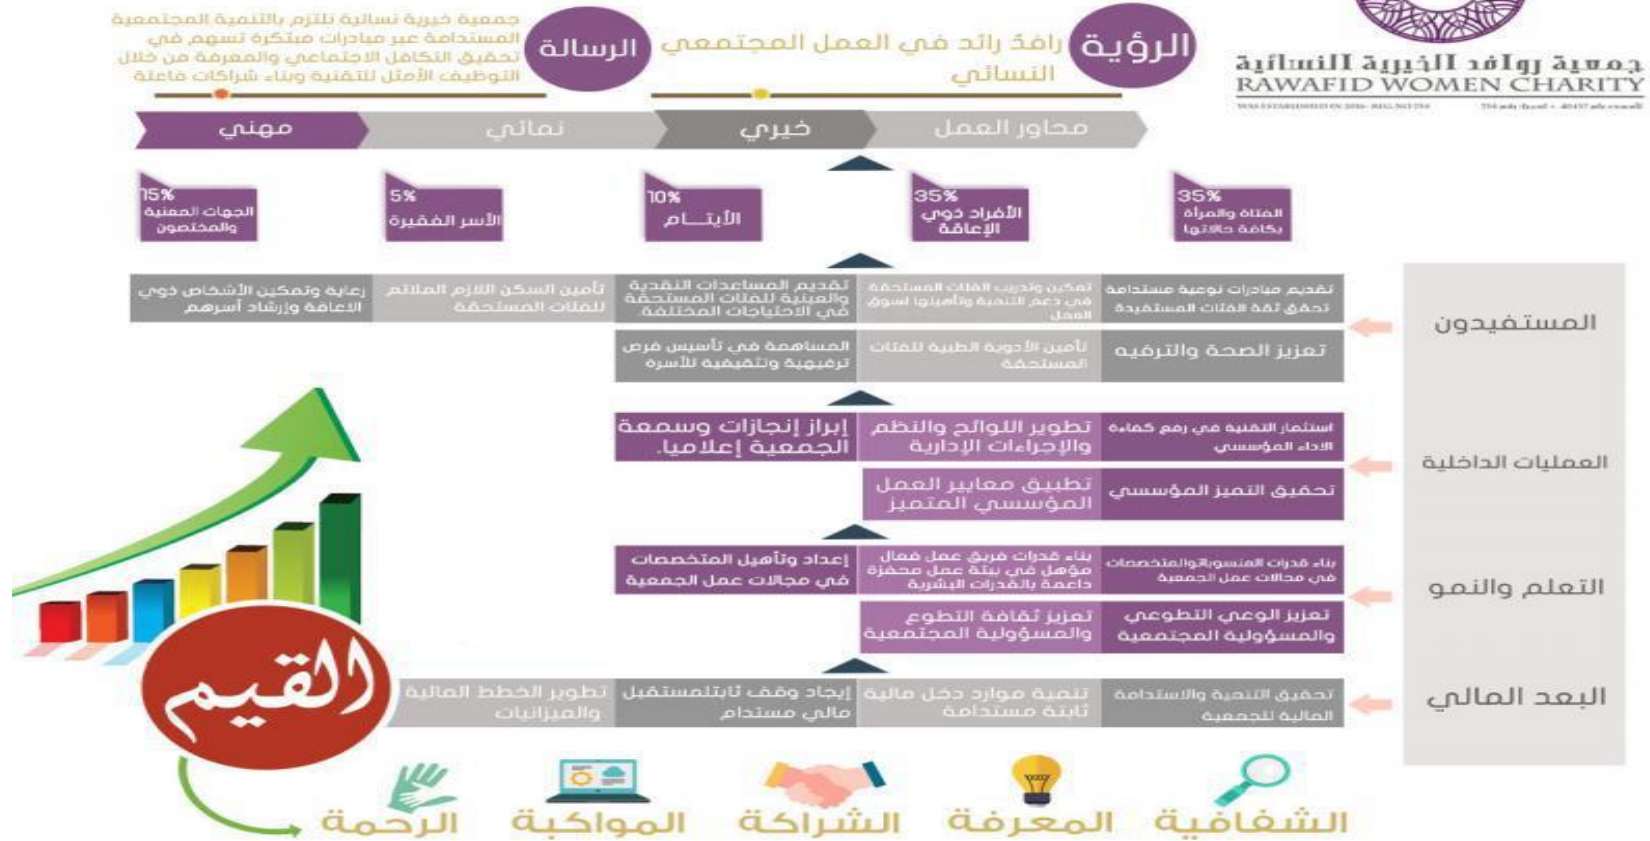 جمعية روافد الخيرية النسائية
RAWAFID WOMEN CHARITY
الرؤية
رافدٌ رائد في العمل المجتمعي
النسائي
الرسالة
جمعية خيرية نسائية تلتزم بالتنمية المجتمعية
المستدامة عبر مبادرات مبتكرة تسهم في
تحقيق التكافل الاجتماعي والمعرفة من خلال
التوظيف الأمثل للتقنية وبناء شراكات فاعلة
محاور العمل
خيري
نمائي
مهني
35%
الفتاة والمرأة
بكافة حالاتها
35%
الأفراد ذوي
الإعاقة
10%
الأيتـــام
5%
الأسر الفقيرة
15%
الجهات المعنية
والمختصون
المستفيدون
تقديم مبادرات نوعية مستدامة
تحقق ثقة الفئات المستفيدة
تمكين وتدريب الفئات المستحقة
في دعم التنمية وتأهيلها لسوق
العمل
تقديم المساعدات النقدية
والعينية للفئات المستحقة
في الاحتياجات المختلفة
تأمين السكن اللازم الملائم
للفئات المستحقة
رعاية وتمكين الأشخاص ذوي
الاعاقة وإرشاد أسرهم
تعزيز الصحة والترفيه
تأمين الأدوية الطبية للفئات
المستحقة
المساهمة في تأسيس فرص
ترفيهية وتثقيفية للأسرة
العمليات الداخلية
استثمار التقنية في رفع كفاءة
الاداء المؤسسي
تطوير اللوائح والنظم
والإجراءات الإدارية
إبراز إنجازات وسمعة
الجمعية إعلاميا.
تحقيق التميز المؤسسي
تطبيق معايير العمل
المؤسسي المتميز
التعلم والنمو
بناء قدرات المنسوباتوالمتخصصات
في مجالات عمل الجمعية
بناء قدرات فريق عمل فعال
مؤهل في بيئة عمل محفزة
داعمة بالقدرات البشرية
إعداد وتأهيل المتخصصات
في مجالات عمل الجمعية
تعزيز الوعي التطوعي
والمسؤولية المجتمعية
تعزيز ثقافة التطوع
والمسؤولية المجتمعية
البعد المالي
تحقيق التنمية والاستدامة
المالية للجمعية
تنمية موارد دخل مالية
ثابتة مستدامة
إيجاد وقف ثابتلمستقبل
مالي مستدام
تطوير الخطط المالية
والميزانيات
القيم
الشفافية
المعرفة
الشراكة
المواكبة
الرحمة